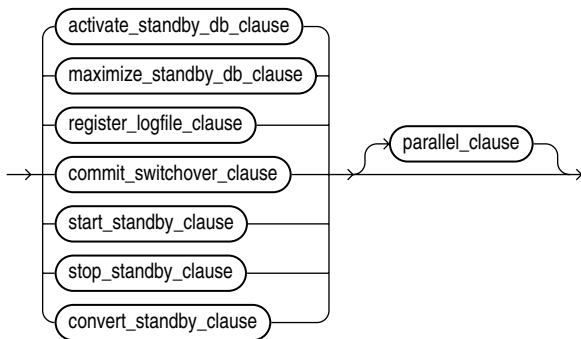 activate_standby_db_clause
maximize_standby_db_clause
register_logfile_clause
parallel_clause
commit_switchover_clause
start_standby_clause
stop_standby_clause
convert_standby_clause